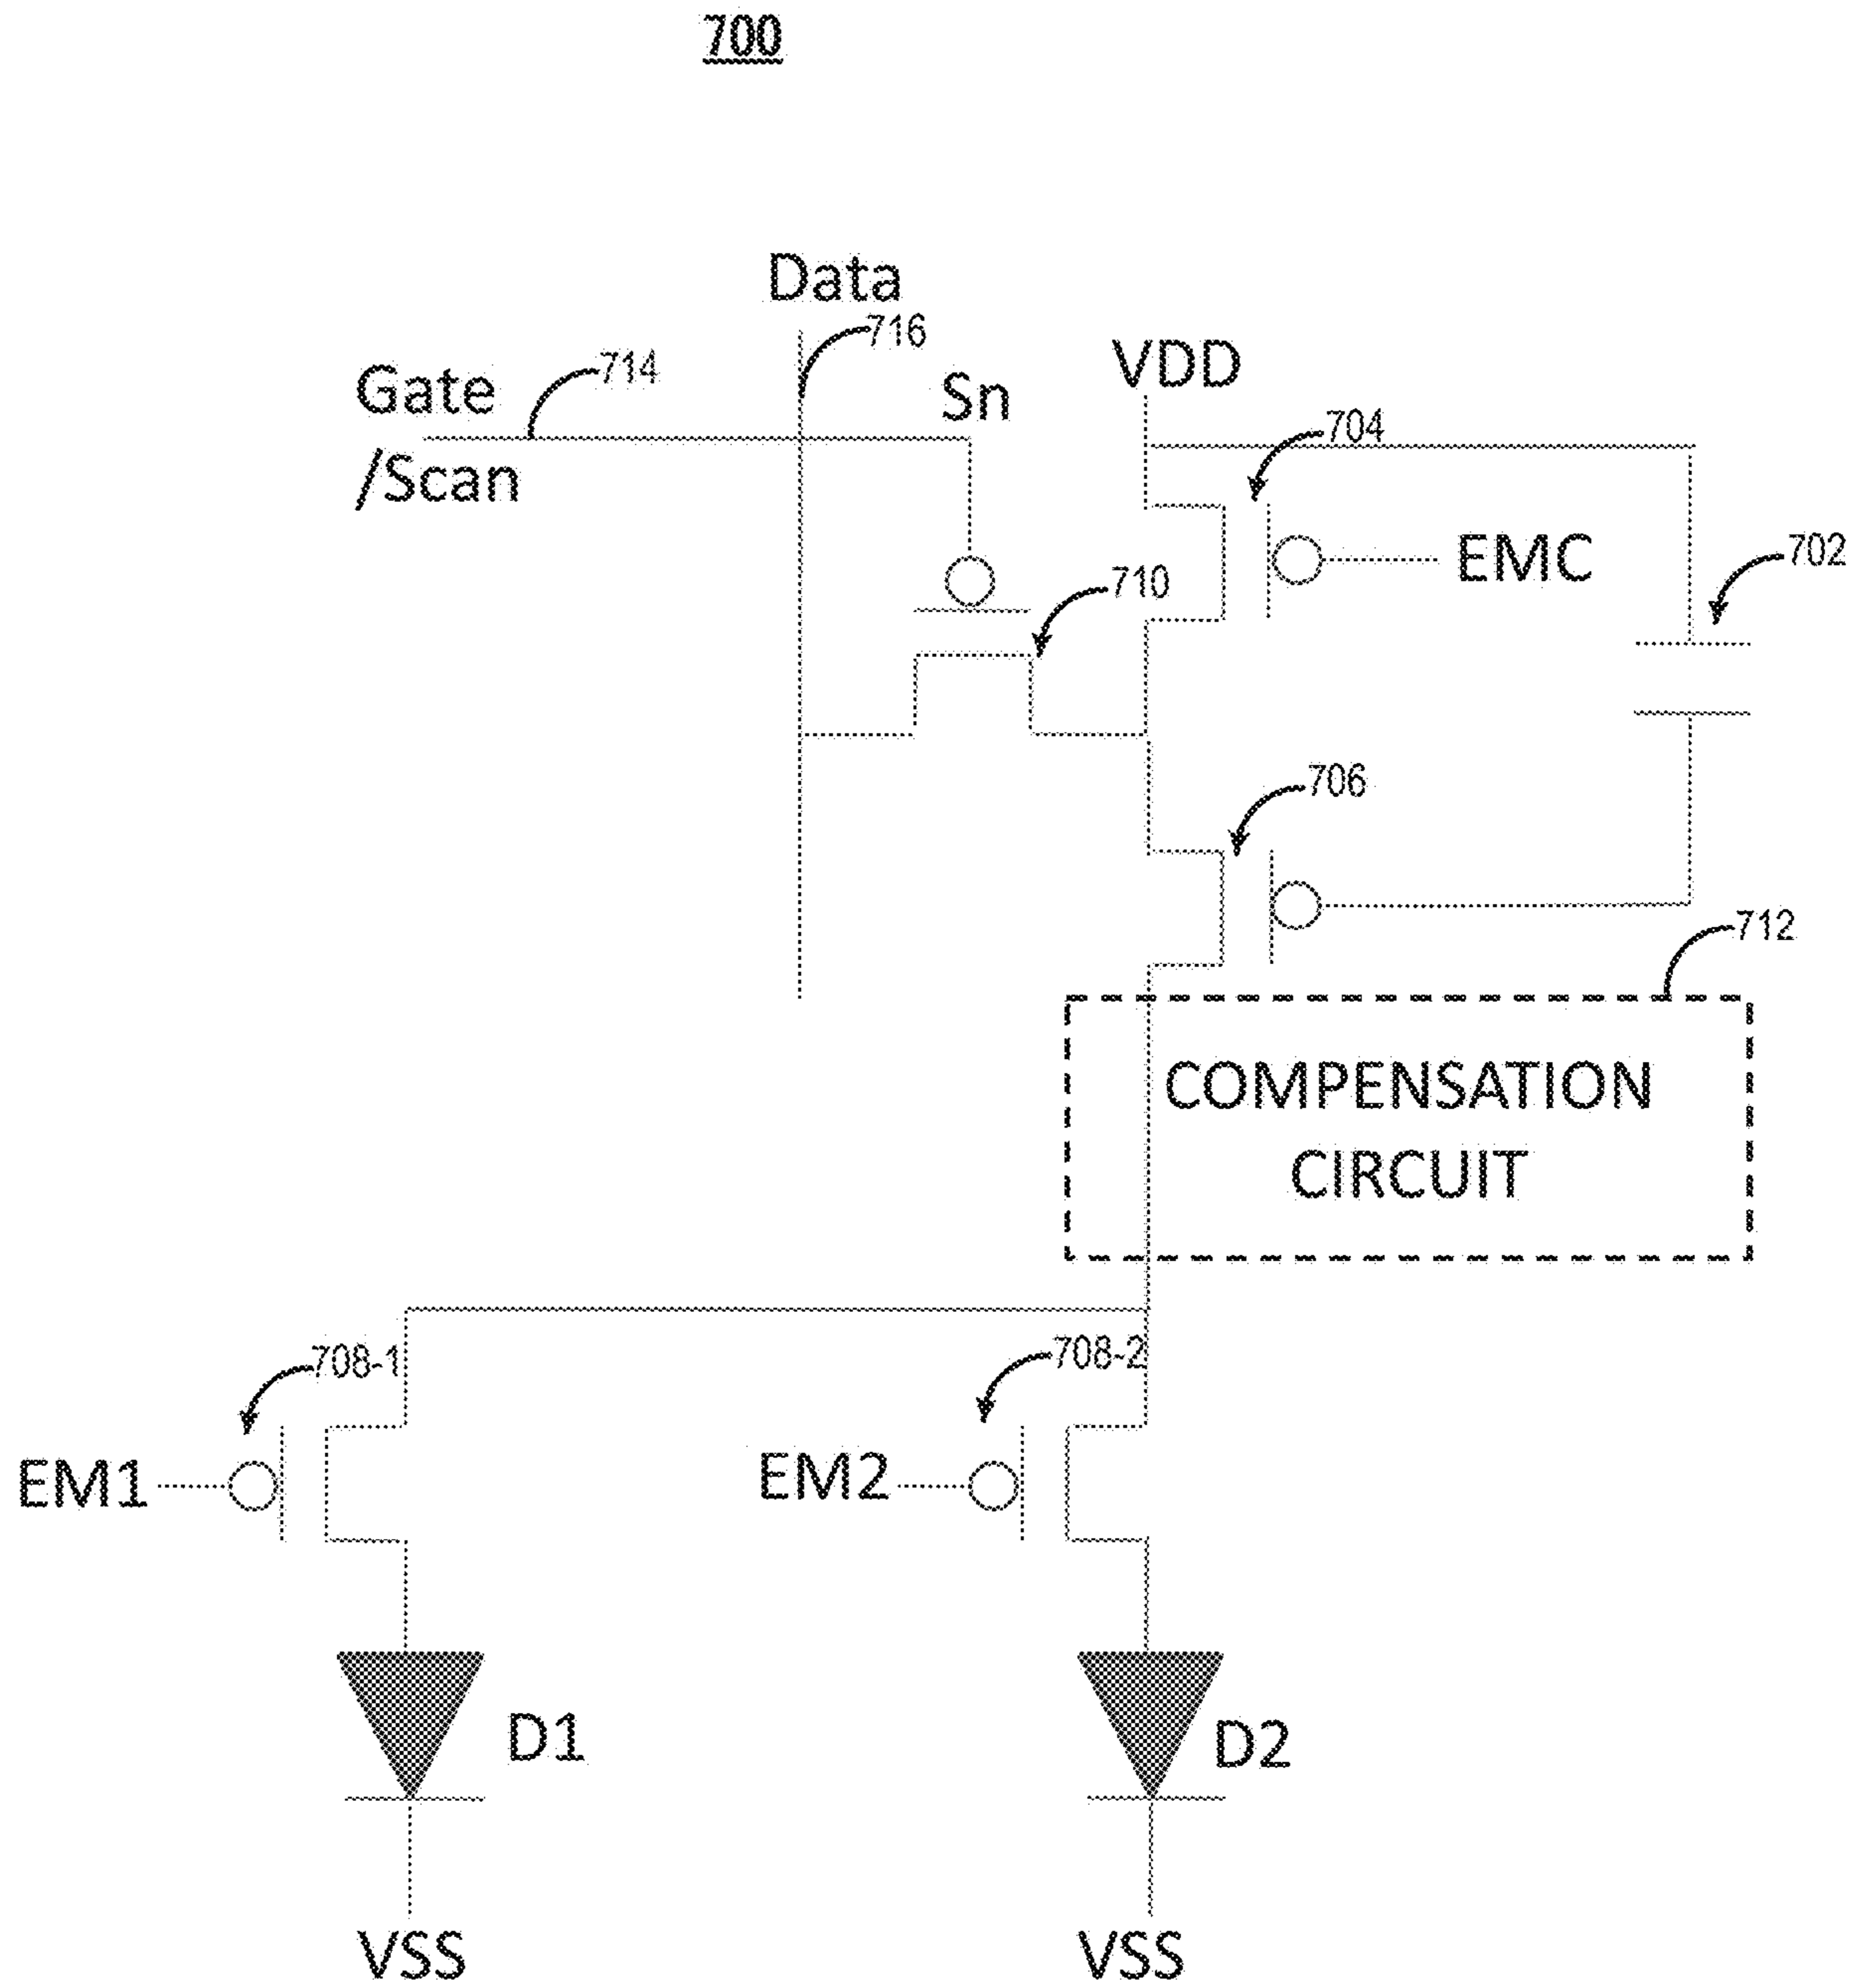 700
Data
716
Gate
/Scan
714
Sn
VDD
704
EMC
702
710
706
712
COMPENSATION
CIRCUIT
708-1
708-2
EM1
EM2
D1
D2
VSS
VSS